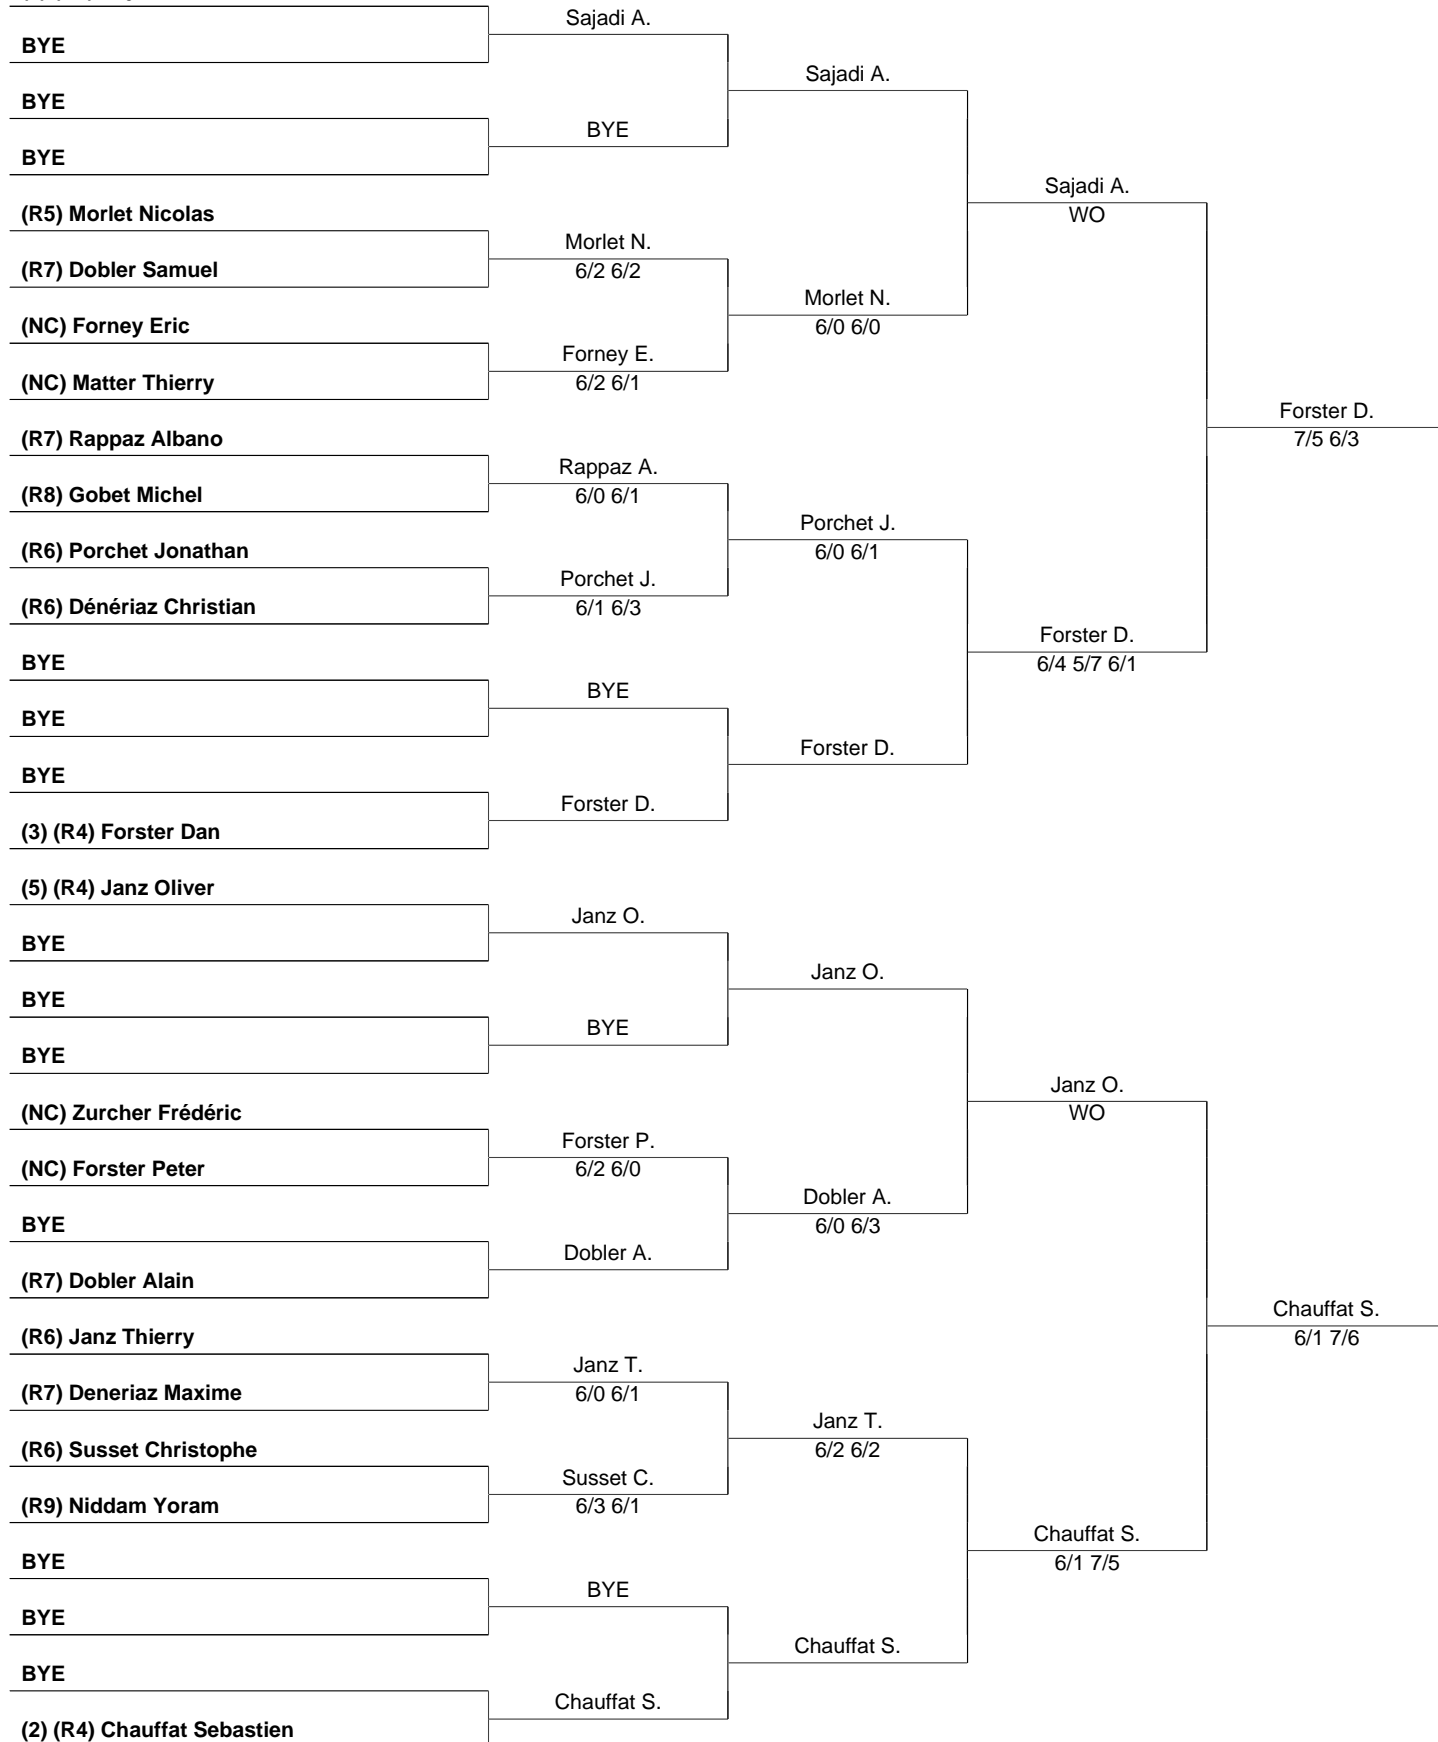 BYE
BYE
BYE
(R5) Morlet Nicolas
(R7) Dobler Samuel
(NC) Forney Eric
(NC) Matter Thierry
(R7) Rappaz Albano
(R8) Gobet Michel
(R6) Porchet Jonathan
(R6) Dénériaz Christian
BYE
BYE
BYE
(3) (R4) Forster Dan
(5) (R4) Janz Oliver
BYE
BYE
BYE
(NC) Zurcher Frédéric
(NC) Forster Peter
BYE
(R7) Dobler Alain
(R6) Janz Thierry
(R7) Deneriaz Maxime
(R6) Susset Christophe
(R9) Niddam Yoram
BYE
BYE
BYE
(2) (R4) Chauffat Sebastien
Sajadi A.
BYE
Morlet N.
6/2 6/2
Forney E.
6/2 6/1
Rappaz A.
6/0 6/1
Porchet J.
6/1 6/3
BYE
Forster D.
Janz O.
BYE
Forster P.
6/2 6/0
Dobler A.
Janz T.
6/0 6/1
Susset C.
6/3 6/1
BYE
Chauffat S.
Sajadi A.
Morlet N.
6/0 6/0
Porchet J.
6/0 6/1
Forster D.
Janz O.
Dobler A.
6/0 6/3
Janz T.
6/2 6/2
Chauffat S.
Sajadi A.
WO
Forster D.
6/4 5/7 6/1
Janz O.
WO
Chauffat S.
6/1 7/5
Forster D.
7/5 6/3
Chauffat S.
6/1 7/6